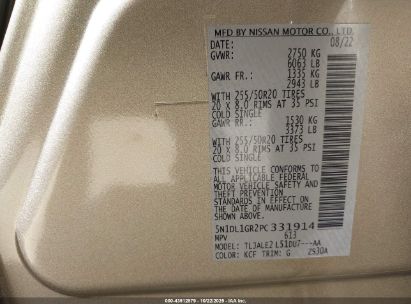 MFD BY NISSAN MOTOR CO., LTD.
DATE: 08/22
GVWR: 2750 KG
6063 LB
GAWR FR.: 1335 KG
2943 LB
WITH 255/50R20 TIRES
20 X 8.0 RIMS AT 35 PSI
COLD SINGLE
GAWR RR.: 1530 KG
3373 LB
WITH 255/50R20 TIRES
20 X 8.0 RIMS AT 35 PSI
COLD SINGLE
THIS VEHICLE CONFORMS TO
ALL APPLICABLE FEDERAL
MOTOR VEHICLE SAFETY AND
THEFT PREVENTION STANDARDS
IN EFFECT ON THE DATE OF
MANUFACTURE SHOWN ABOVE.
5N1DL1GR2PC331914
MPV 613
MODEL: TLJALE2 L51DU7---AA
COLOR: KCF TRIM: G Z930A